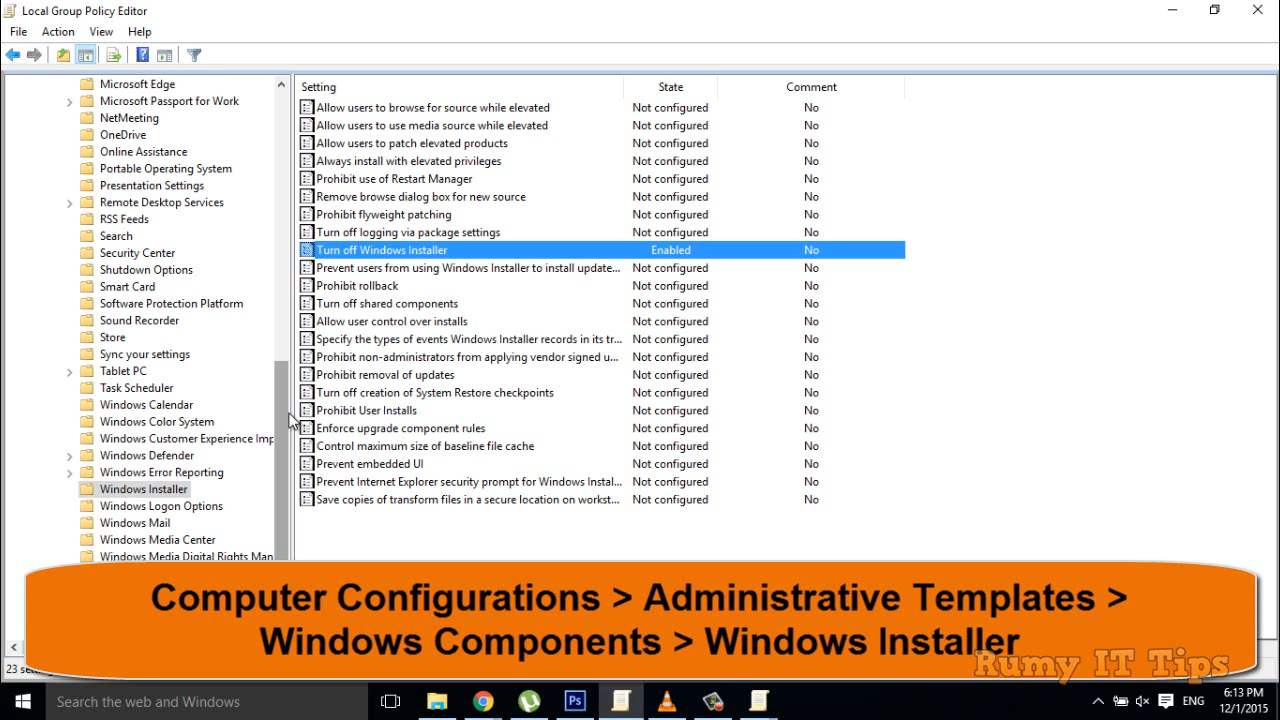 Local Group Policy Editor
File Action View Help
Microsoft Edge
Microsoft Passport for Work
NetMeeting
OneDrive
Online Assistance
Portable Operating System
Presentation Settings
Remote Desktop Services
RSS Feeds
Search
Security Center
Shutdown Options
Smart Card
Software Protection Platform
Sound Recorder
Store
Sync your settings
Tablet PC
Task Scheduler
Windows Calendar
Windows Color System
Windows Customer Experience Imp
Windows Defender
Windows Error Reporting
Windows Installer
Windows Logon Options
Windows Mail
Windows Media Center
Windows Media Digital Rights Man
Setting State Comment
Allow users to browse for source while elevated Not configured No
Allow users to use media source while elevated Not configured No
Allow users to patch elevated products Not configured No
Always install with elevated privileges Not configured No
Prohibit use of Restart Manager Not configured No
Remove browse dialog box for new source Not configured No
Prohibit flyweight patching Not configured No
Turn off logging via package settings Not configured No
Turn off Windows Installer Enabled No
Prevent users from using Windows Installer to install update... Not configured No
Prohibit rollback Not configured No
Turn off shared components Not configured No
Allow user control over installs Not configured No
Specify the types of events Windows Installer records in its tr... Not configured No
Prohibit non-administrators from applying vendor signed u... Not configured No
Prohibit removal of updates Not configured No
Turn off creation of System Restore checkpoints Not configured No
Prohibit User Installs Not configured No
Enforce upgrade component rules Not configured No
Control maximum size of baseline file cache Not configured No
Prevent embedded UI Not configured No
Prevent Internet Explorer security prompt for Windows Instal... Not configured No
Save copies of transform files in a secure location on workst... Not configured No
Computer Configurations > Administrative Templates >
Windows Components > Windows Installer
Rumy IT Tips
23
Search the web and Windows
Ps
ENG
6:13 PM
12/1/2015